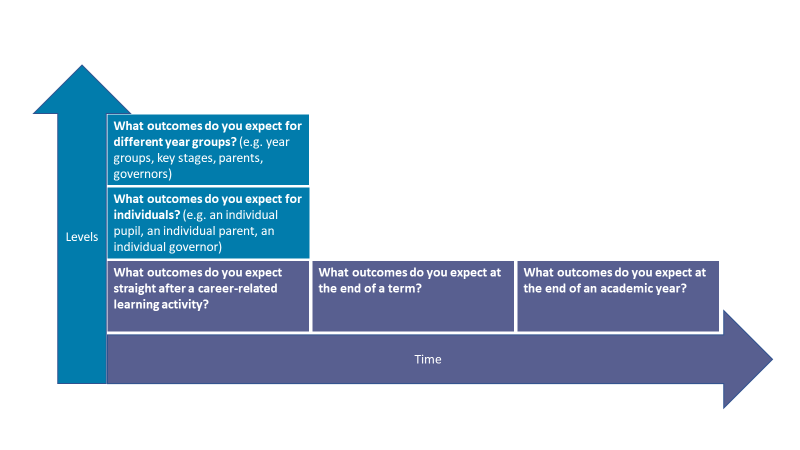 What outcomes do you expect for
different year groups? (e.g. year
groups, key stages, parents,
governors)
What outcomes do you expect for
individuals? (e.g. an individual
pupil, an individual parent, an
individual governor)
Levels
What outcomes do you expect
straight after a career-related
learning activity?
What outcomes do you expect at
the end of a term?
What outcomes do you expect at
the end of an academic year?
Time